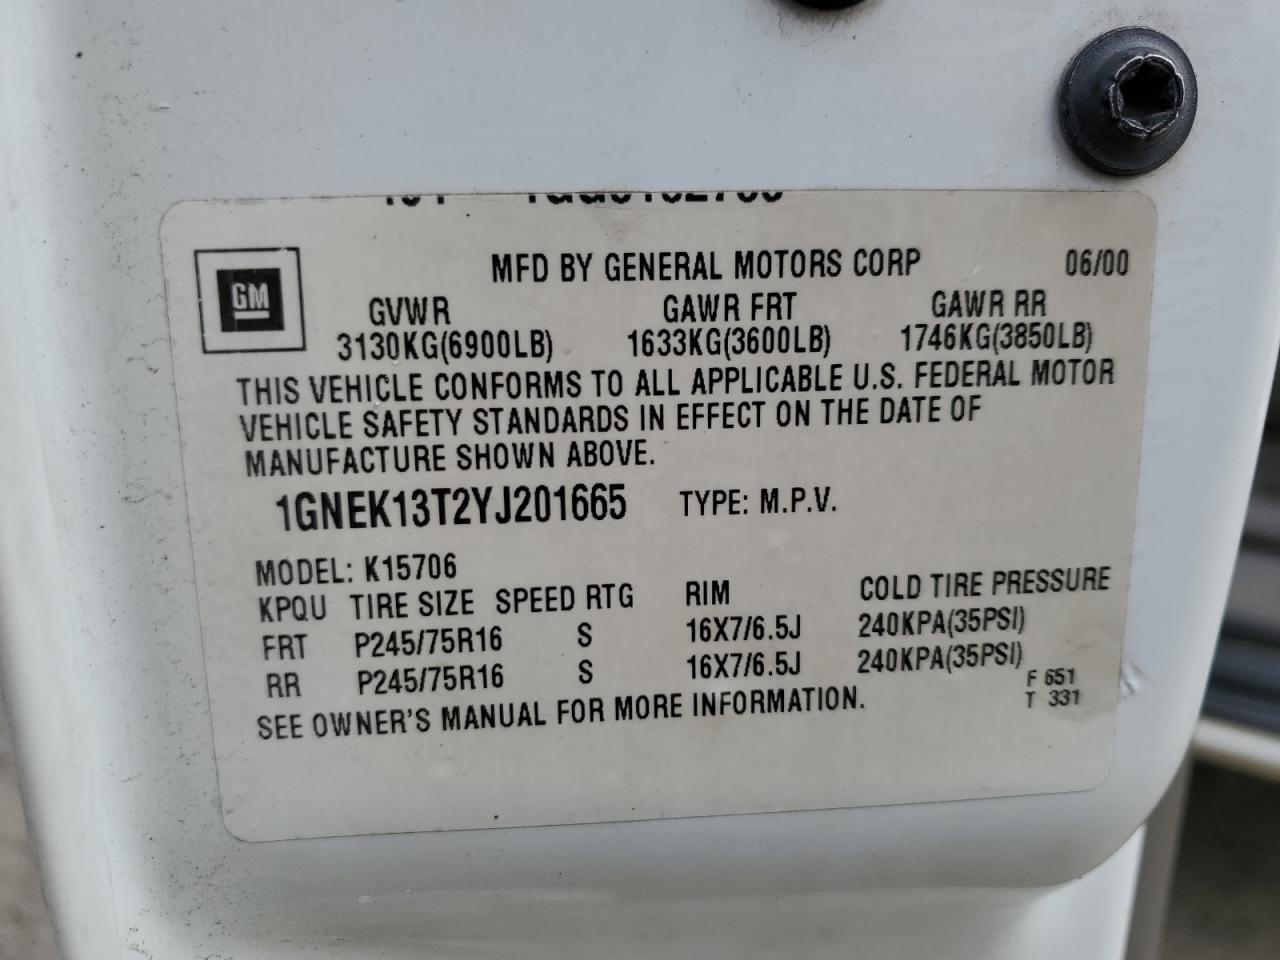 MFD BY GENERAL MOTORS CORP 06/00
GM
GVWR GAWR FRT GAWR RR
3130KG(6900LB) 1633KG(3600LB) 1746KG(3850LB)
THIS VEHICLE CONFORMS TO ALL APPLICABLE U.S. FEDERAL MOTOR
VEHICLE SAFETY STANDARDS IN EFFECT ON THE DATE OF
MANUFACTURE SHOWN ABOVE.
1GNEK13T2YJ201665 TYPE: M.P.V.
MODEL: K15706
KPQU TIRE SIZE SPEED RTG RIM COLD TIRE PRESSURE
FRT P245/75R16 S 16X7/6.5J 240KPA(35PSI)
RR P245/75R16 S 16X7/6.5J 240KPA(35PSI)
F 651
T 331
SEE OWNER'S MANUAL FOR MORE INFORMATION.